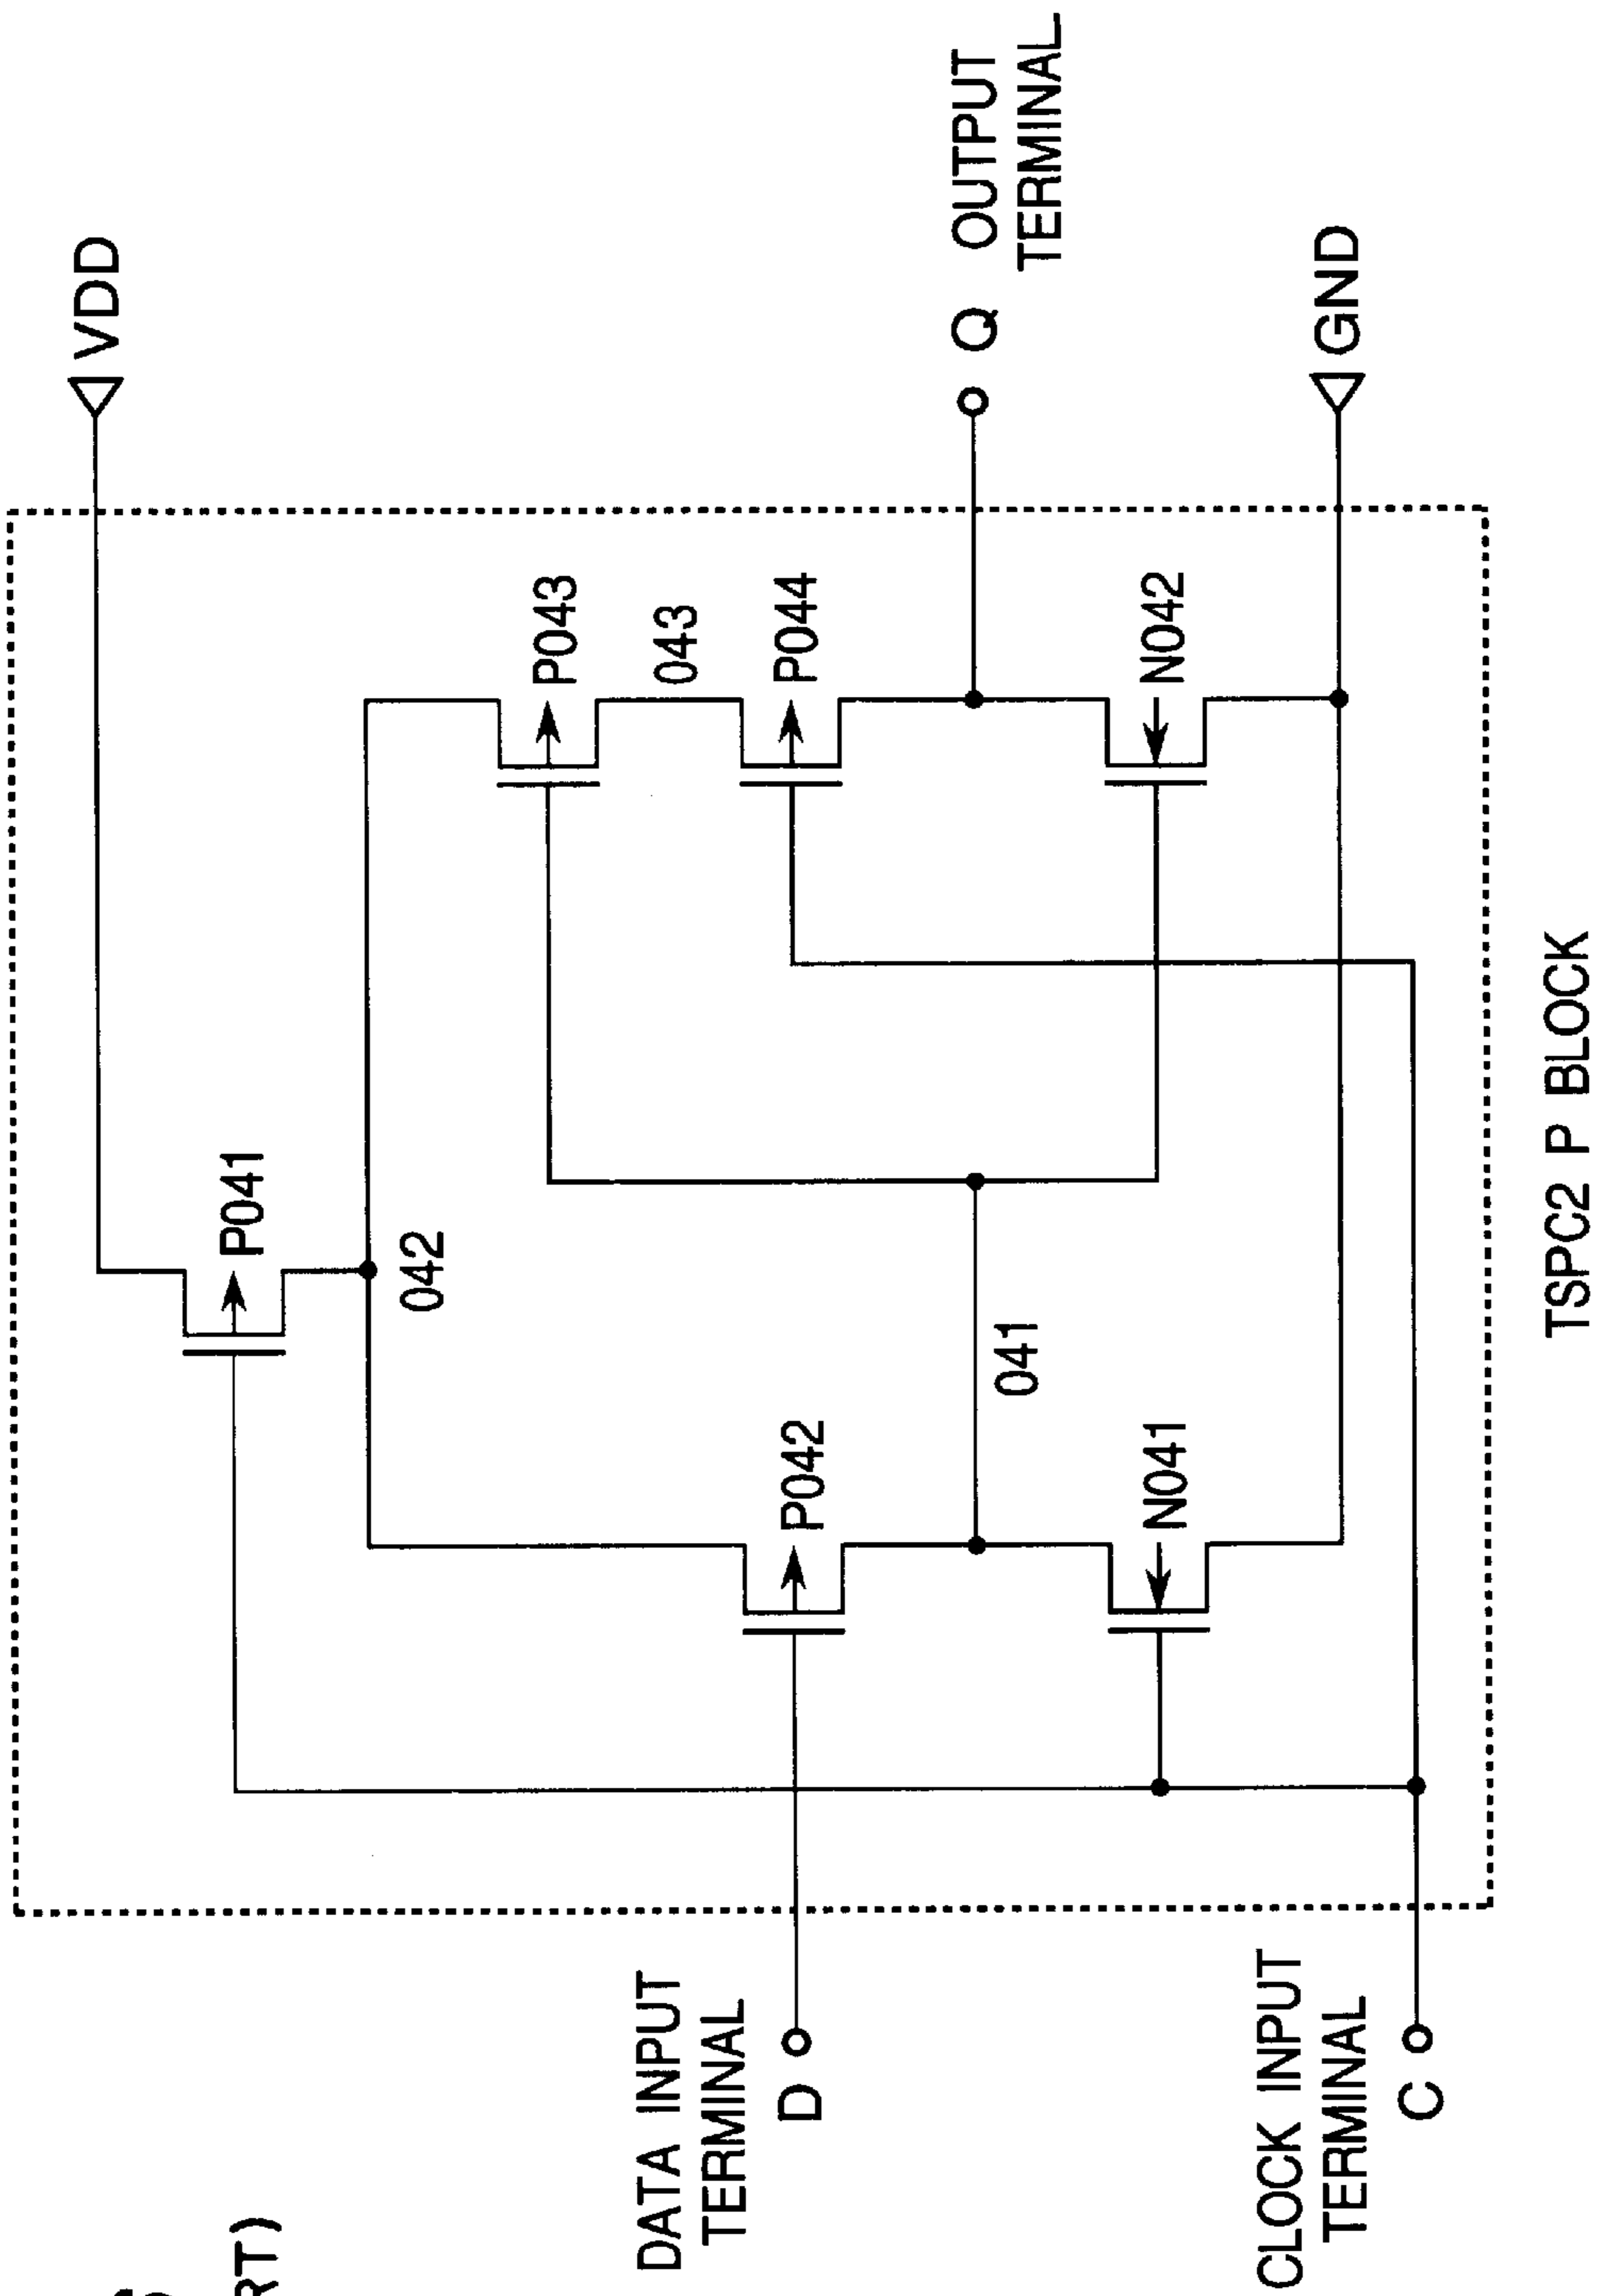 VDD
P041
042
P043
043
P044
DATA INPUT
TERMINAL
D
P042
041
Q OUTPUT
TERMINAL
N041
N042
GND
CLOCK INPUT
TERMINAL
C
TSPC2 P BLOCK